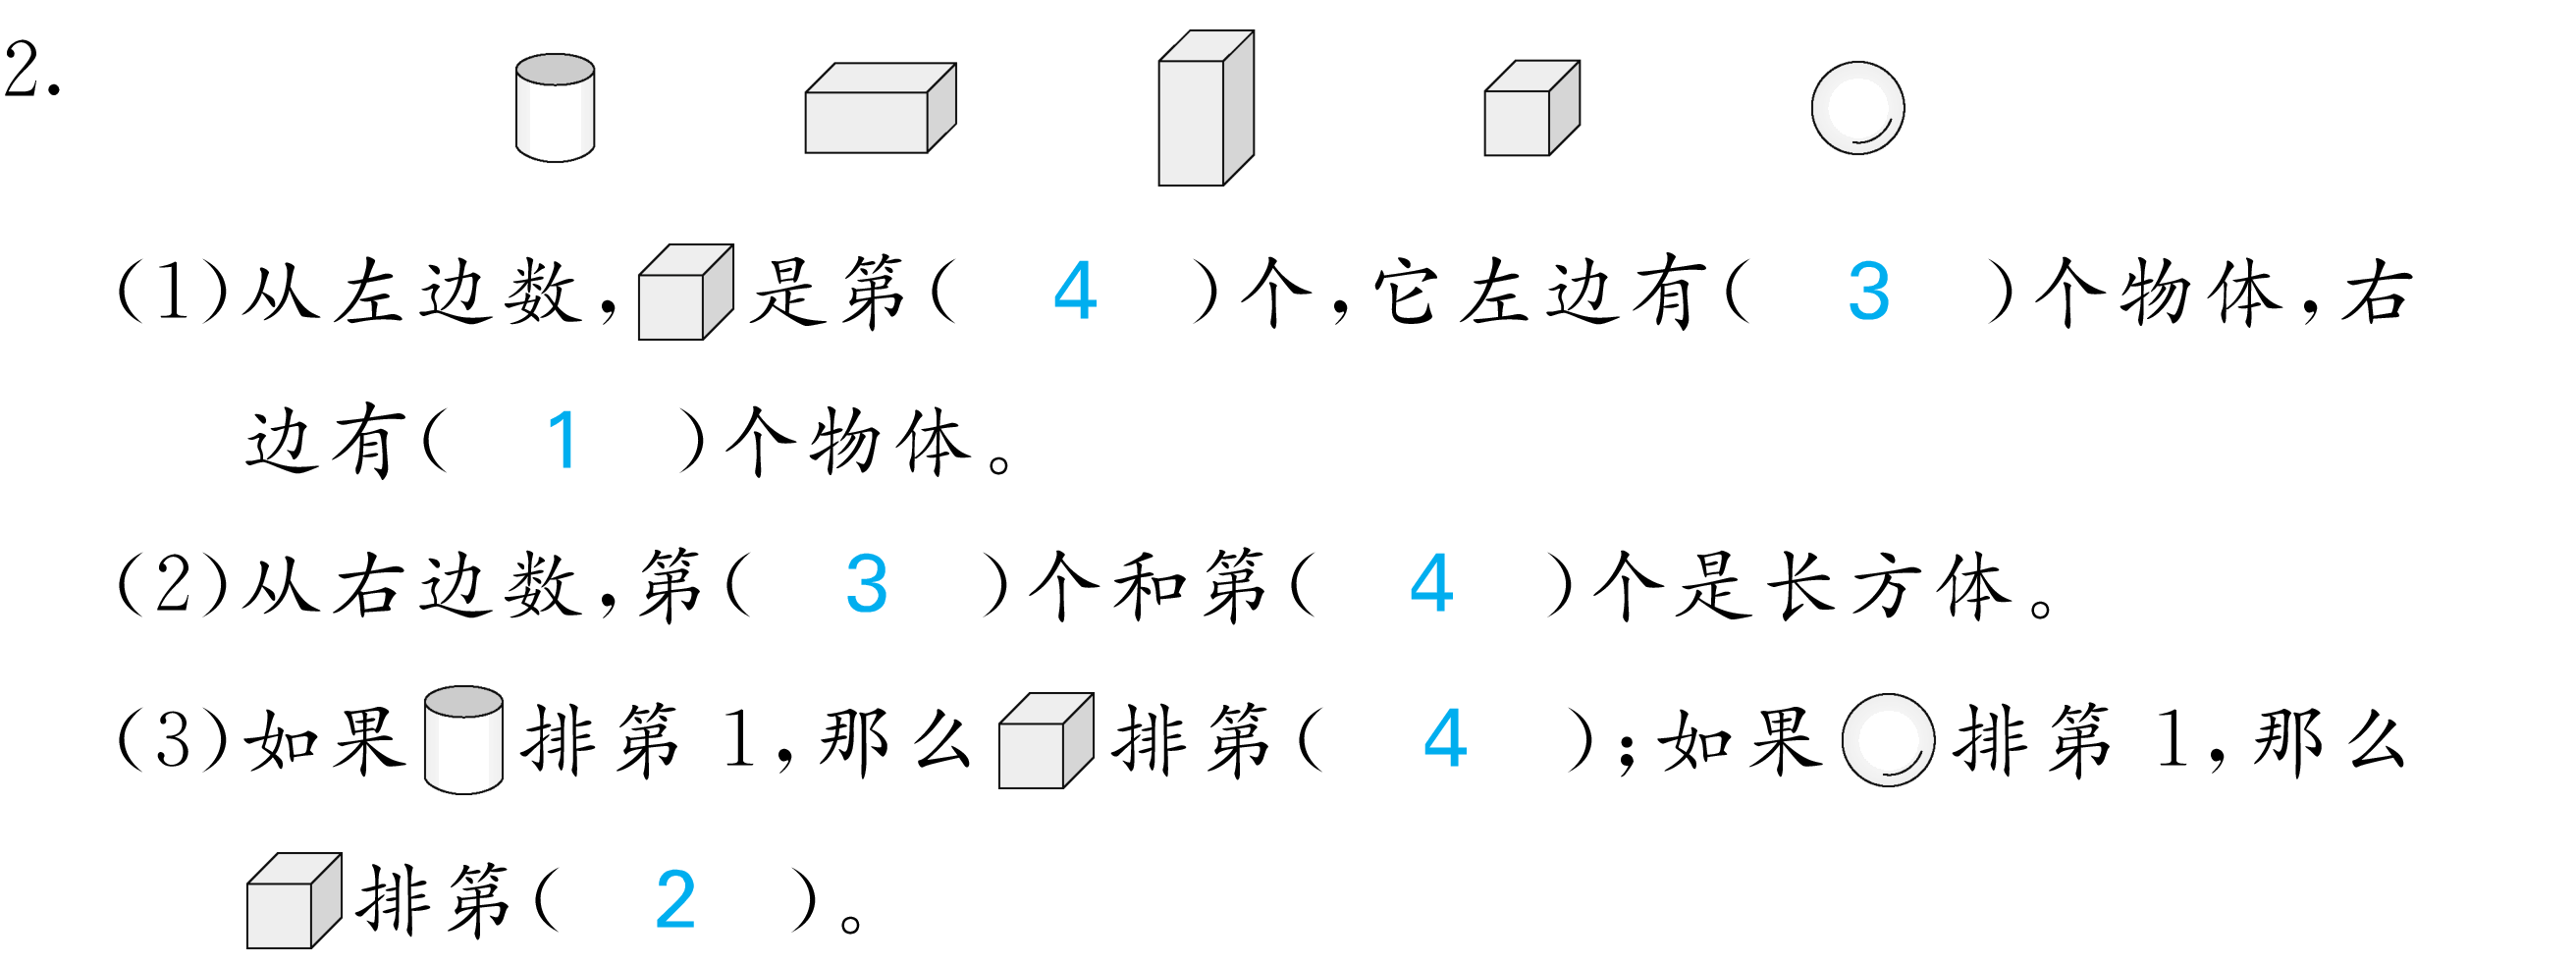 2.
(1)从左边数,是第( 4 )个,它左边有( 3 )个物体,右
边有( 1 )个物体。
(2)从右边数,第( 3 )个和第( 4 )个是长方体。
(3)如果排第 1,那么排第( 4 );如果排第 1,那么
排第( 2 )。